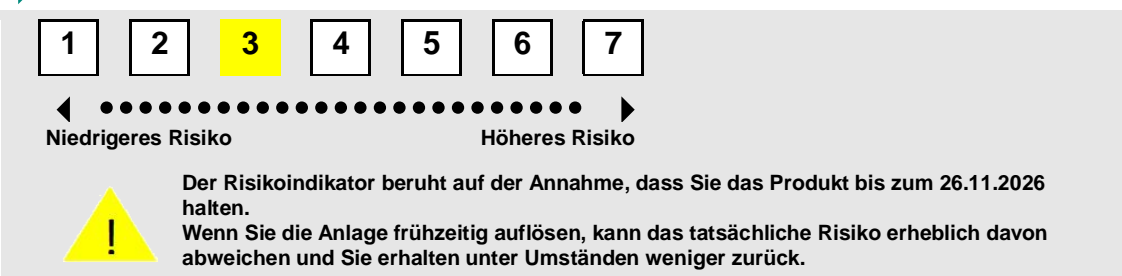 1 2 3 4 5 6 7
Niedrigeres Risiko Höheres Risiko
Der Risikoindikator beruht auf der Annahme, dass Sie das Produkt bis zum 26.11.2026
halten.
Wenn Sie die Anlage frühzeitig auflösen, kann das tatsächliche Risiko erheblich davon
abweichen und Sie erhalten unter Umständen weniger zurück.
!